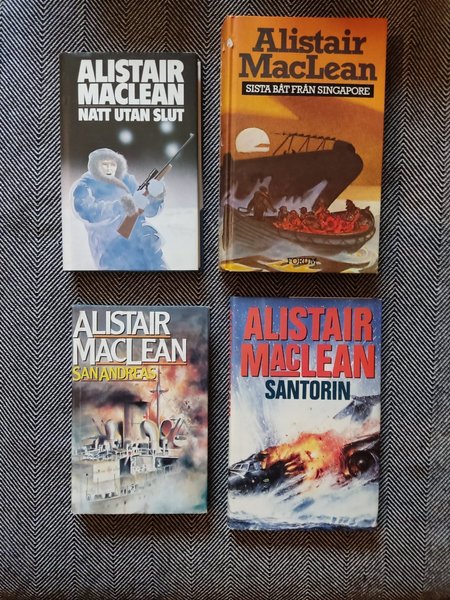 ALISTAIR
MACLEAN
NATT UTAN SLUT
Alistair
MacLean
SISTA BÅT FRÅN SINGAPORE
FORUM
ALISTAIR
MACLEAN
SAN ANDREAS
ALISTAIR
MACLEAN
SANTORIN